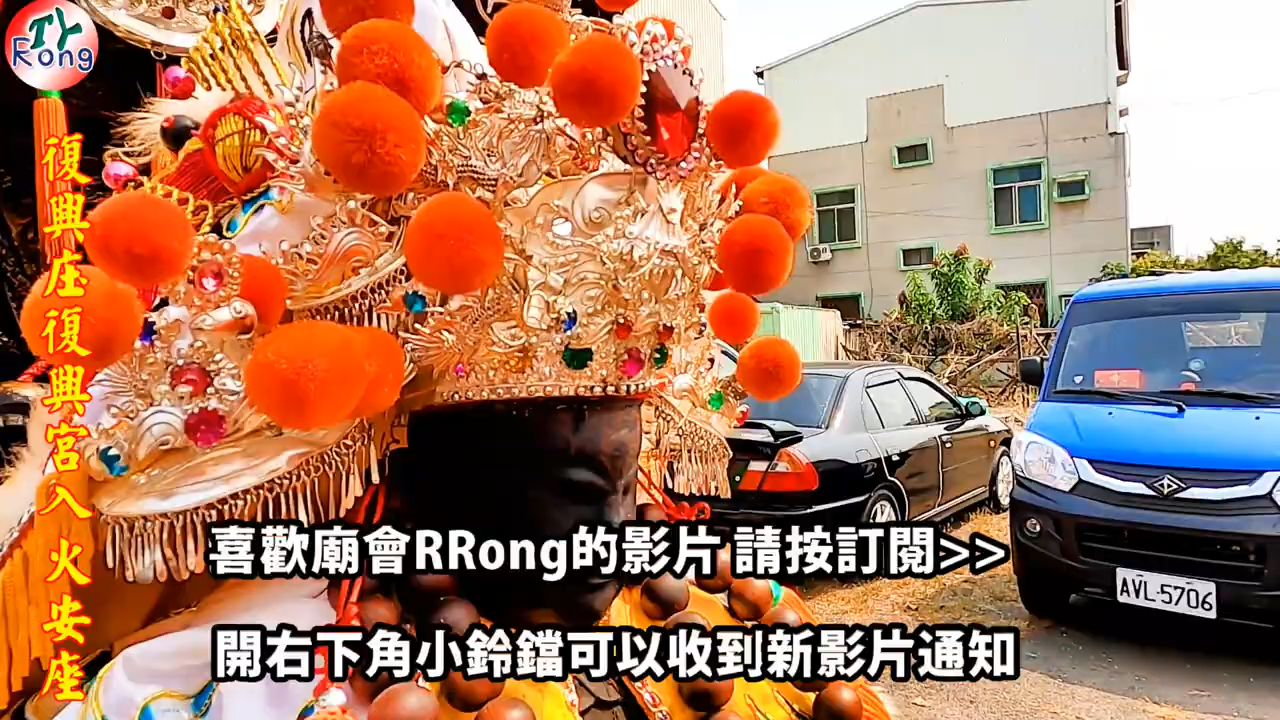 TY
Rong
復興庄復興宮入火安座
喜歡廟會RRong的影片 請按訂閱>>
開右下角小鈴鐺可以收到新影片通知
AVL-5706